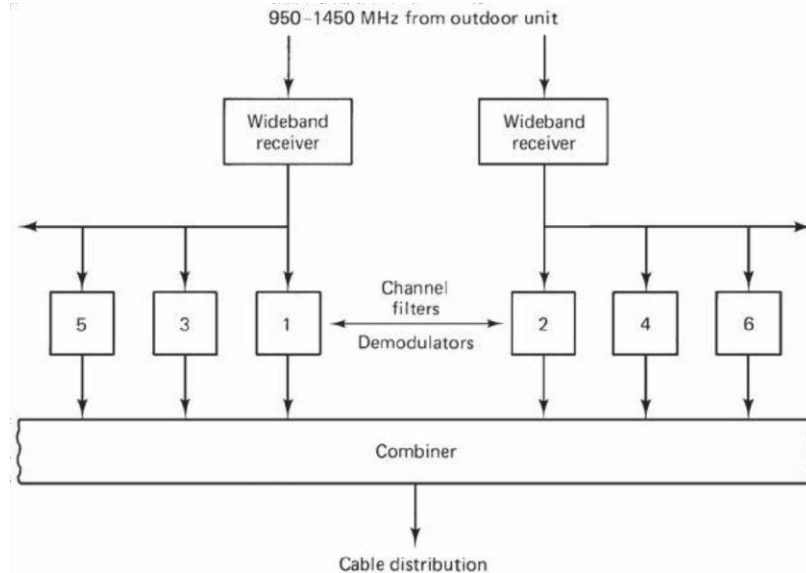 950-1450 MHz from outdoor unit
Wideband
receiver
Wideband
receiver
5
3
1
Channel
filters
Demodulators
2
4
6
Combiner
Cable distribution